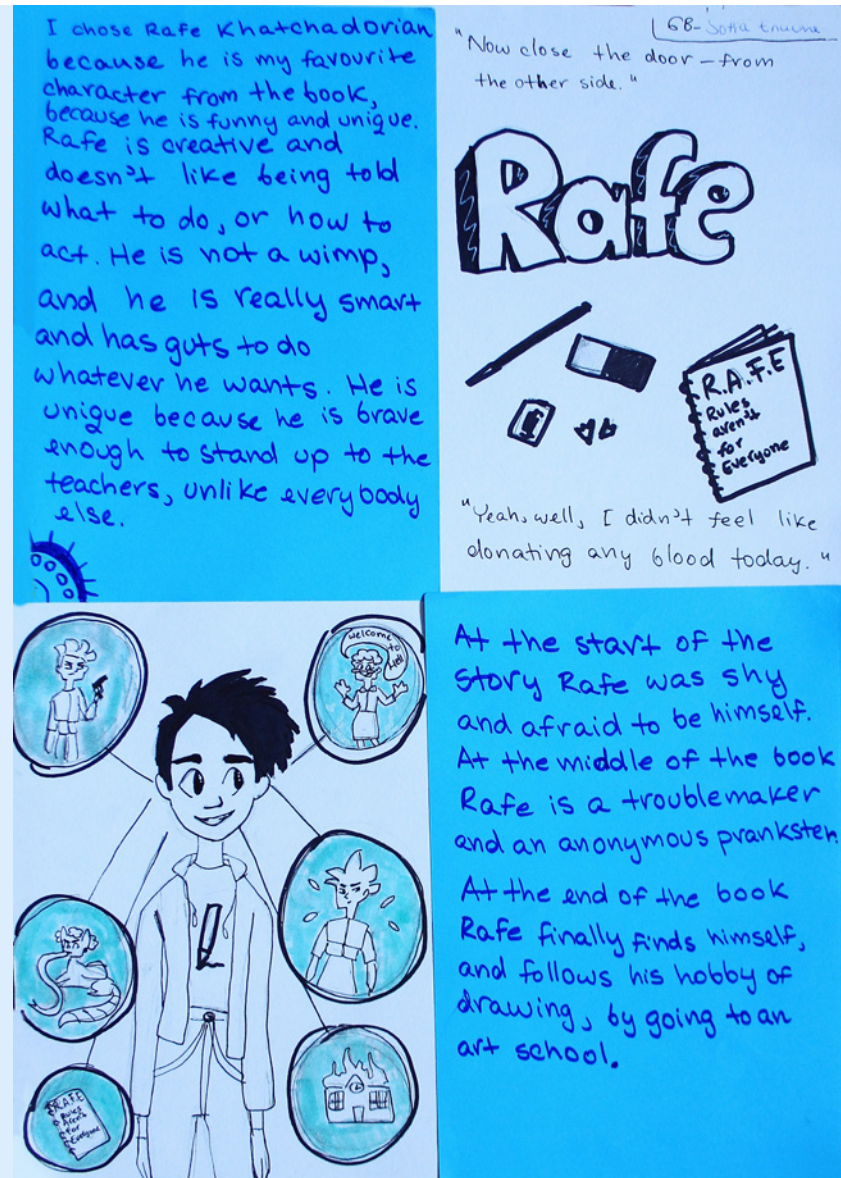 I chose Rafe Khatchadorian
because he is my favourite
character from the book,
because he is funny and unique.
Rafe is creative and
doesn't like being told
what to do, or how to
act. He is not a wimp,
and he is really smart
and has guts to do
whatever he wants. He is
unique because he is brave
enough to stand up to the
teachers, unlike everybody
else.
6B-
"Now close the door – from
the other side."
Rafe
R.A.F.E
Rules
aren't
for
Everyone
"Yeah, well, I didn't feel like
donating any blood today."
welcome
to
Hell
R.A.F.E
Rules
Aren't
for
Everyone
At the start of the
story Rafe was shy
and afraid to be himself.
At the middle of the book
Rafe is a troublemaker
and an anonymous prankster.
At the end of the book
Rafe finally finds himself,
and follows his hobby of
drawing, by going to an
art school.